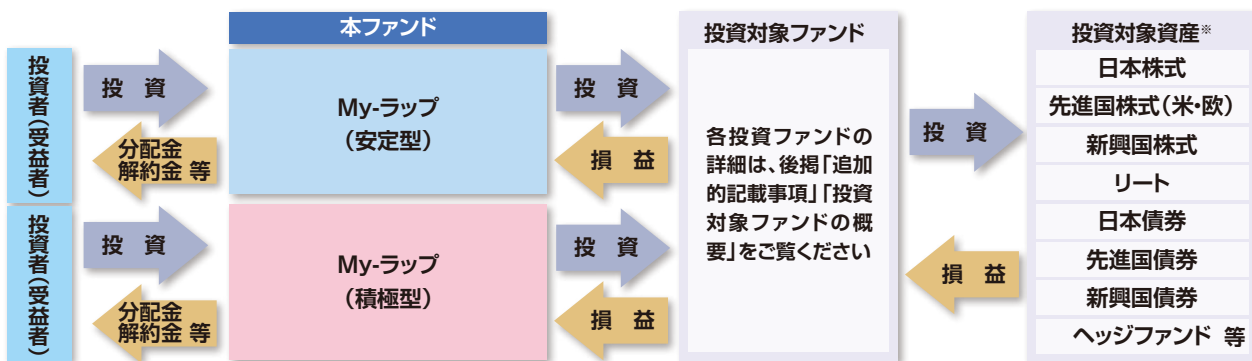 本ファンド
投資対象ファンド
投資対象資産※
投資者(受益者)
投 資
分配金
解約金 等
My-ラップ
(安定型)
投 資
損 益
投資者(受益者)
投 資
分配金
解約金 等
My-ラップ
(積極型)
投 資
損 益
各投資ファンドの
詳細は、後掲「追加
的記載事項」「投資
対象ファンドの概
要」をご覧ください
投 資
損 益
日本株式
先進国株式(米・欧)
新興国株式
リート
日本債券
先進国債券
新興国債券
ヘッジファンド 等